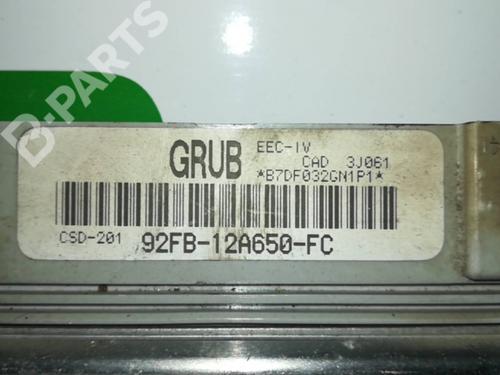 GRUB EEC-IV
CAD 3J061
*B7DF032GN1P1*
CSD-201 92FB-12A650-FC
B-PARTS